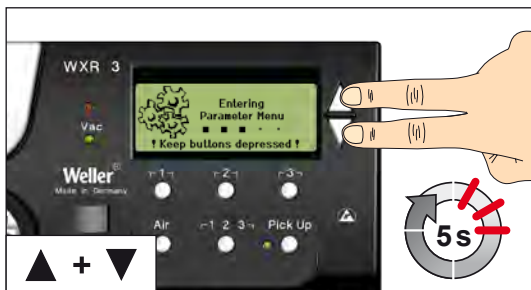 WXR 3
Entering
Parameter Menu
! Keep buttons depressed !
Vac
Weller®
Made in Germany
1 2 3
Air 1 2 3 Pick Up
5 s
▲ + ▼